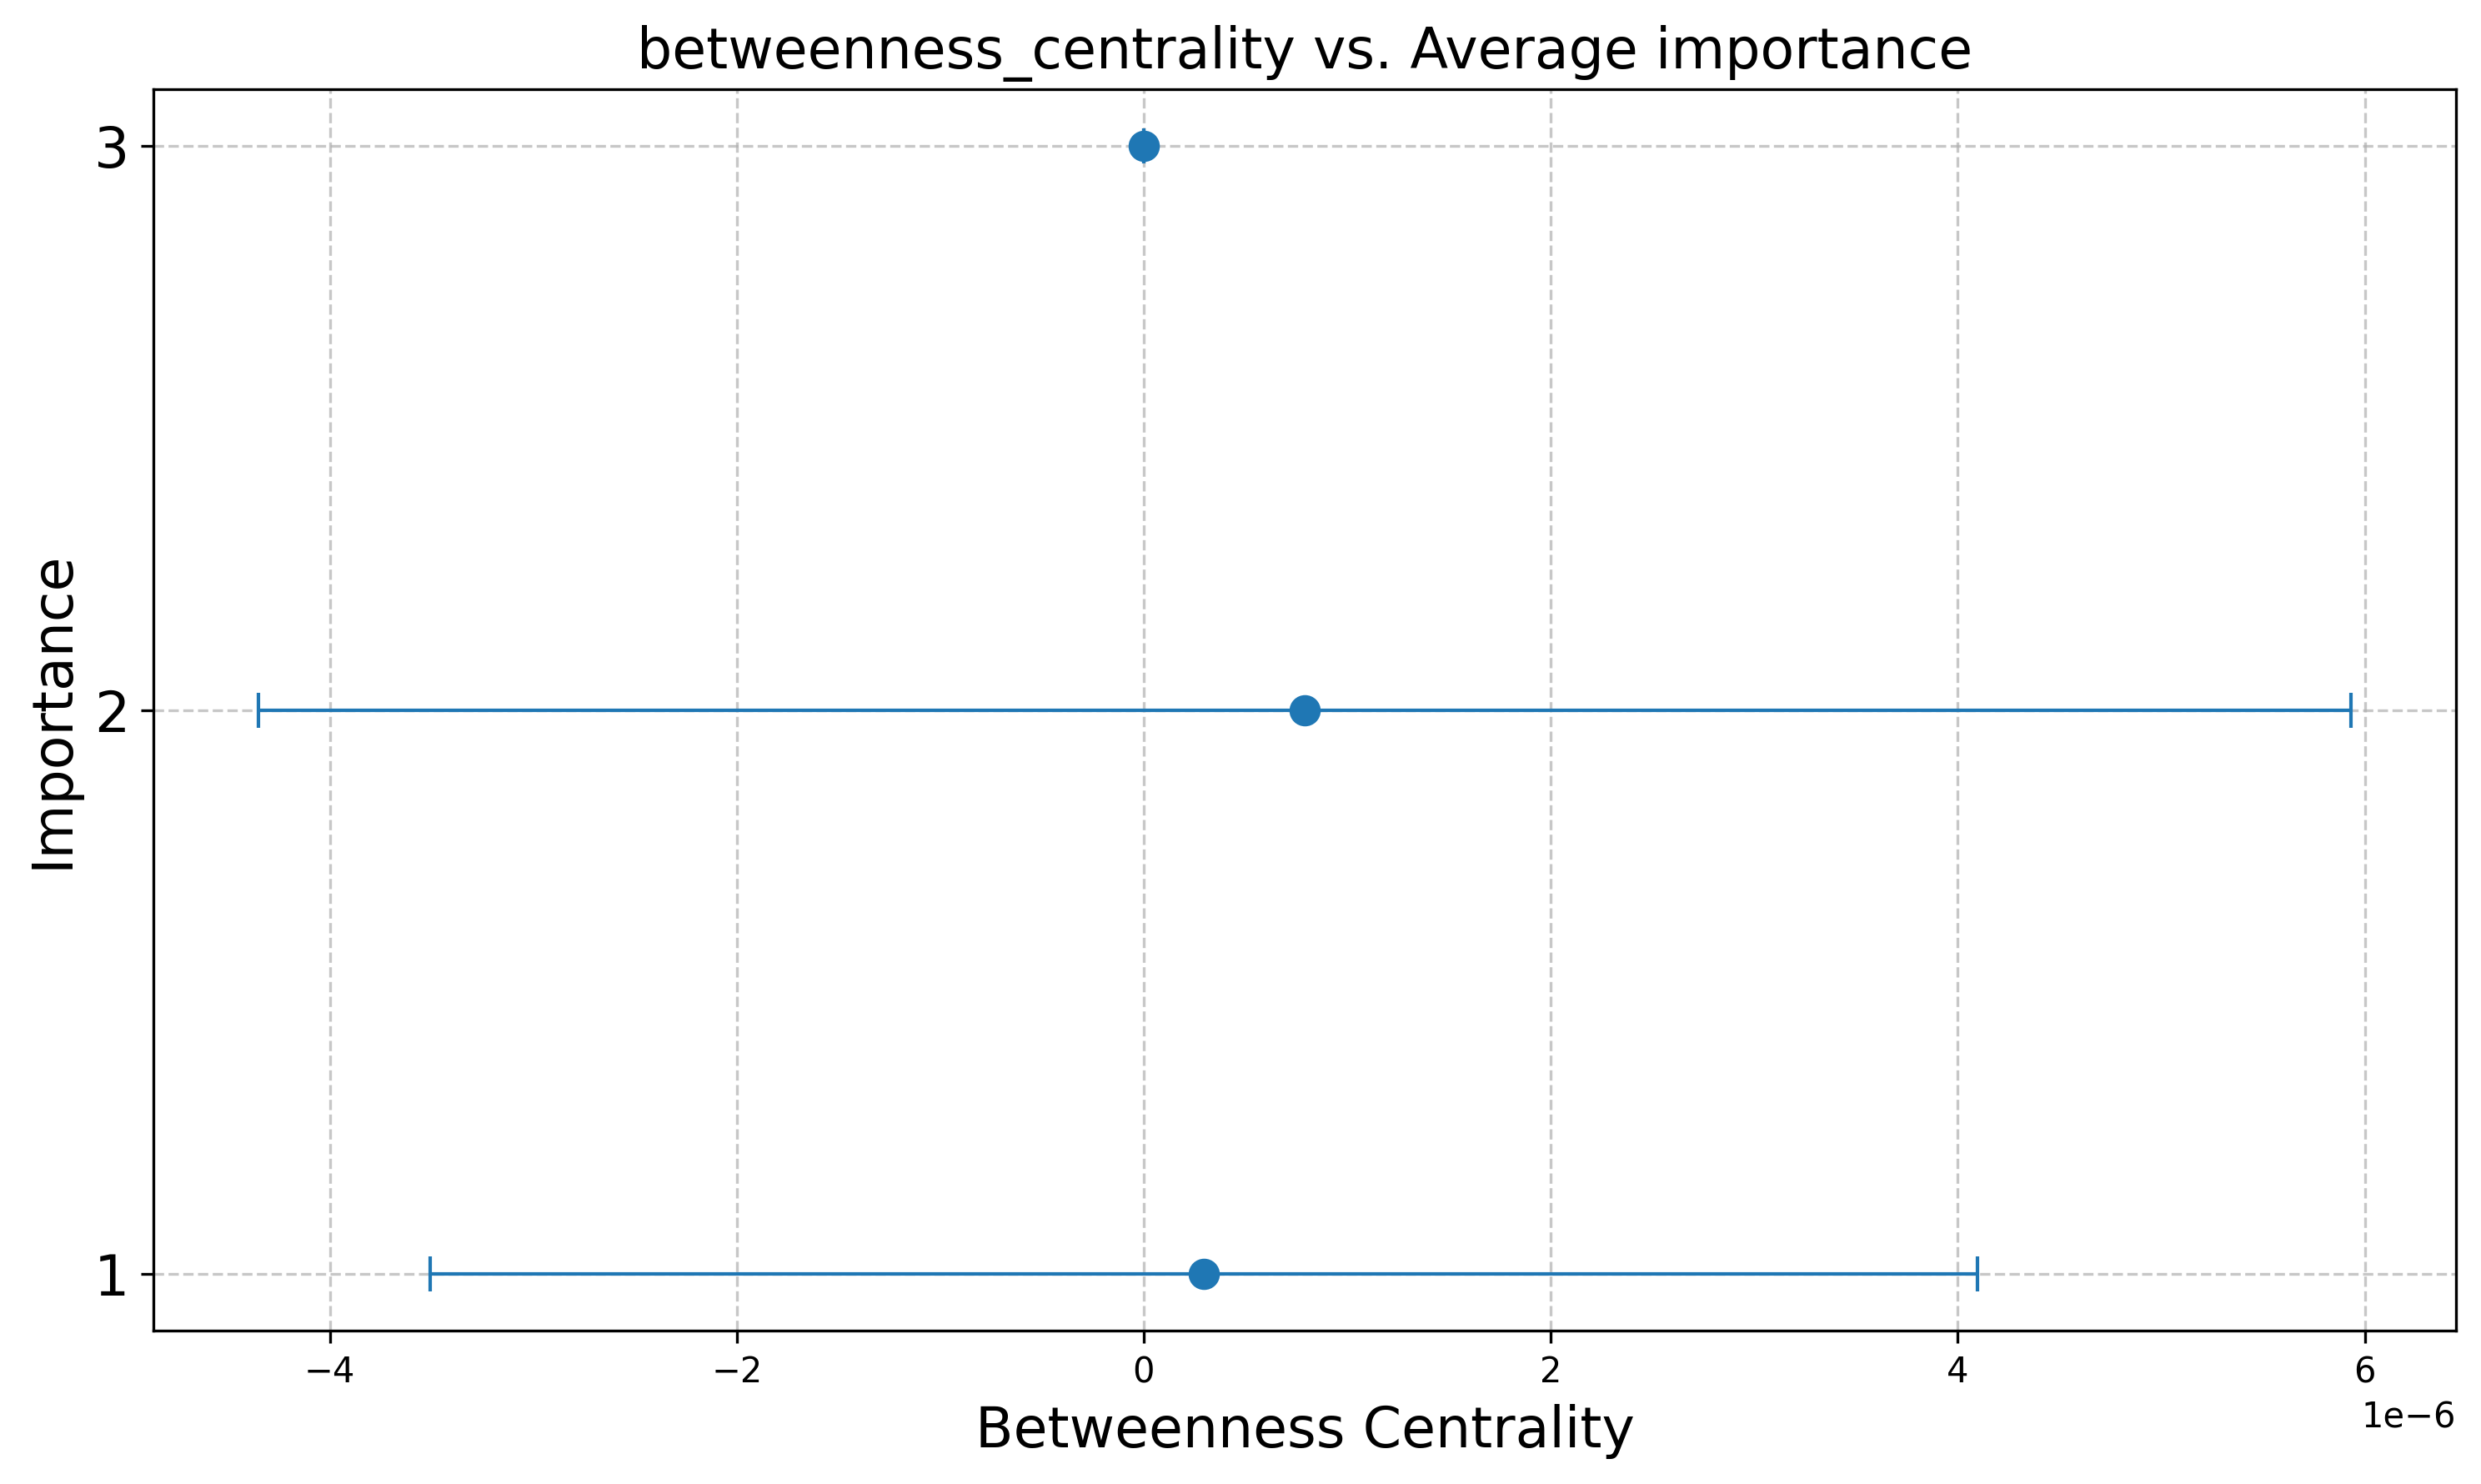 betweenness_centrality vs. Average importance
3
2
1
Importance
−4 −2 0 2 4 6
1e−6
Betweenness Centrality